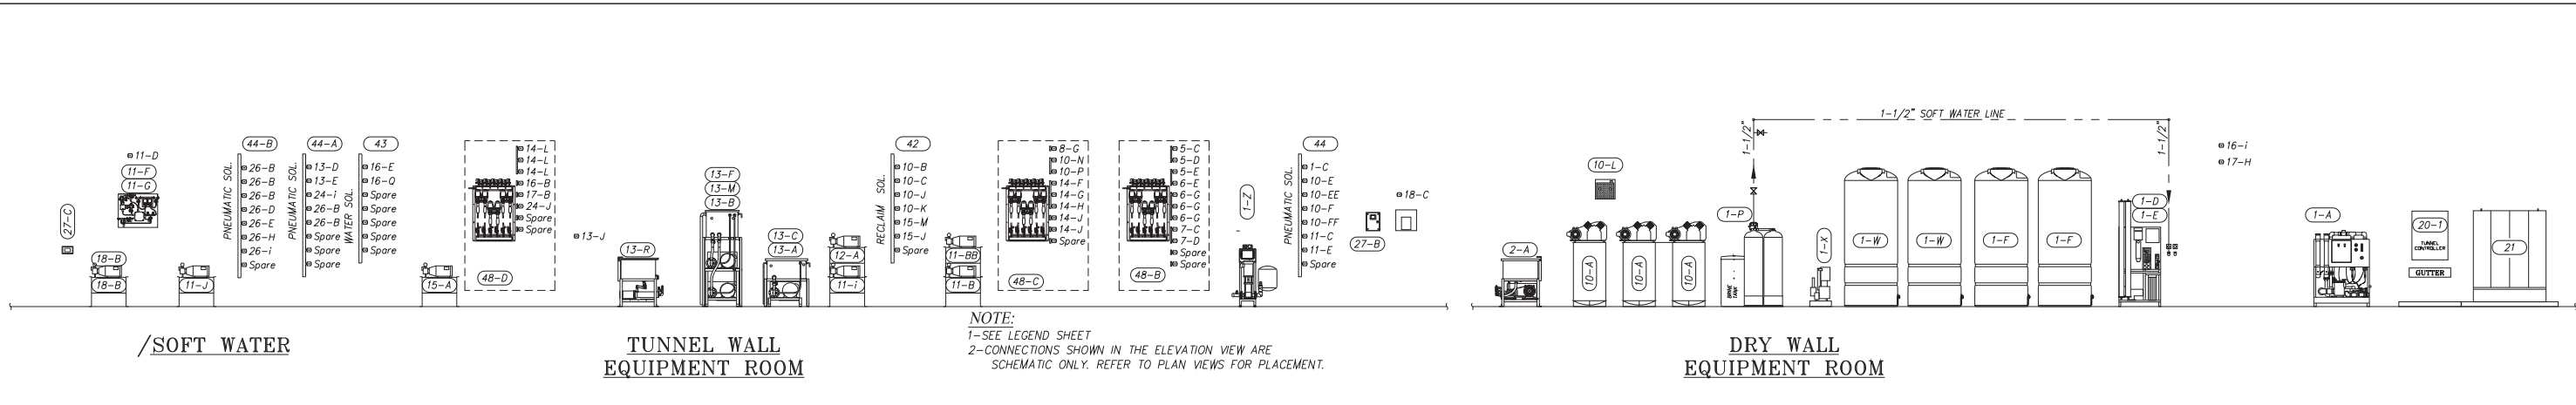 27-C
18-B
18-B
11-D
11-F
11-G
11-J
44-B
PNEUMATIC SOL.
26-B
26-B
26-B
26-D
26-E
26-H
26-i
Spare
44-A
PNEUMATIC SOL.
13-D
13-E
24-i
26-B
26-B
Spare
Spare
Spare
43
WATER SOL.
16-E
16-Q
Spare
Spare
Spare
Spare
Spare
Spare
15-A
48-D
14-L
14-L
14-L
16-B
17-B
24-J
Spare
Spare
13-J
13-R
13-F
13-M
13-B
13-C
13-A
12-A
11-i
42
RECLAIM SOL.
10-B
10-C
10-J
10-K
15-M
15-J
Spare
11-BB
11-B
48-C
8-G
10-N
10-P
14-F
14-G
14-H
14-J
14-J
Spare
48-B
5-C
5-D
5-E
6-E
6-G
6-G
6-G
7-C
7-D
Spare
Spare
1-Z
44
PNEUMATIC SOL.
1-C
10-E
10-EE
10-F
10-FF
11-C
11-E
Spare
27-B
18-C
2-A
10-L
10-A
10-A
10-A
1-P
BRINE
TANK
1-1/2"
1-1/2" SOFT WATER LINE
1-1/2"
1-X
1-W
1-W
1-F
1-F
1-D
1-E
16-i
17-H
1-A
20-1
TUNNEL
CONTROLLER
GUTTER
21
/SOFT WATER
TUNNEL WALL
EQUIPMENT ROOM
NOTE:
1-SEE LEGEND SHEET
2-CONNECTIONS SHOWN IN THE ELEVATION VIEW ARE
SCHEMATIC ONLY. REFER TO PLAN VIEWS FOR PLACEMENT.
DRY WALL
EQUIPMENT ROOM